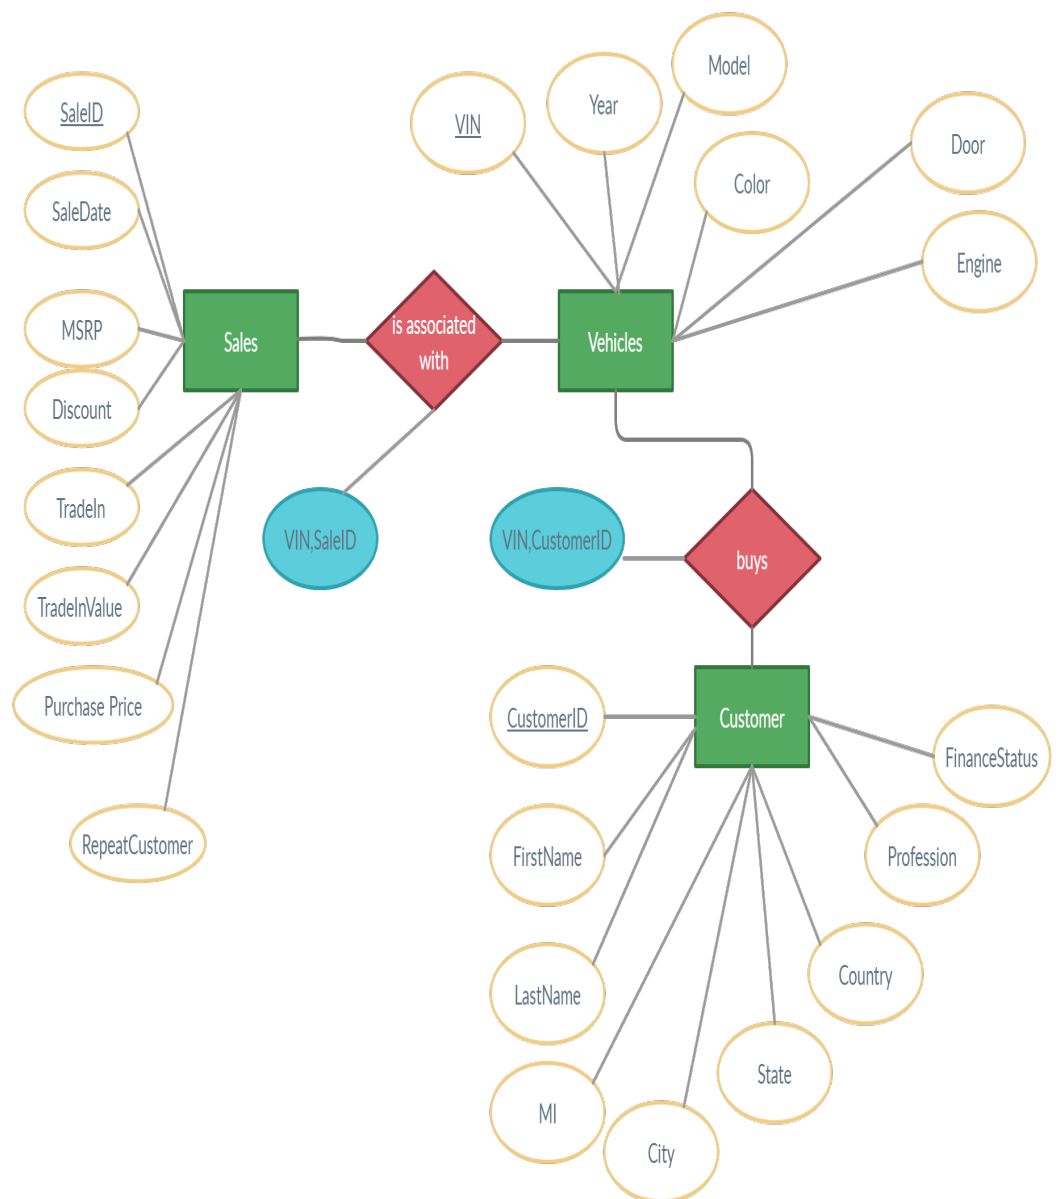 Model
Year
VIN
SaleID
Door
Color
SaleDate
Engine
MSRP
Sales
is associated
with
Vehicles
Discount
TradeIn
VIN,SaleID
VIN,CustomerID
buys
TradeInValue
Purchase Price
CustomerID
Customer
FinanceStatus
RepeatCustomer
FirstName
Profession
LastName
Country
State
MI
City